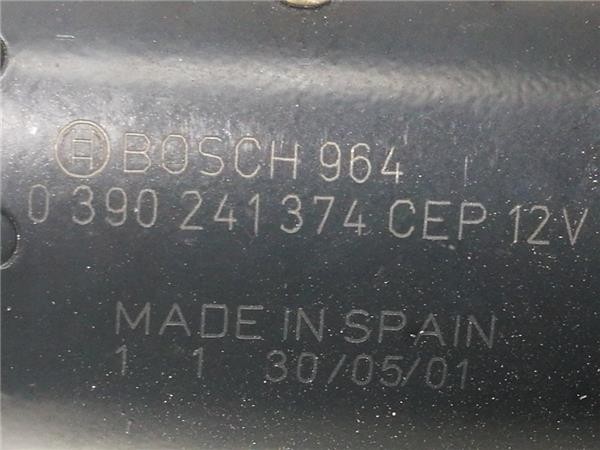 BOSCH 964
0 390 241 374 CEP 12V
MADE IN SPAIN
1 1 30/05/01